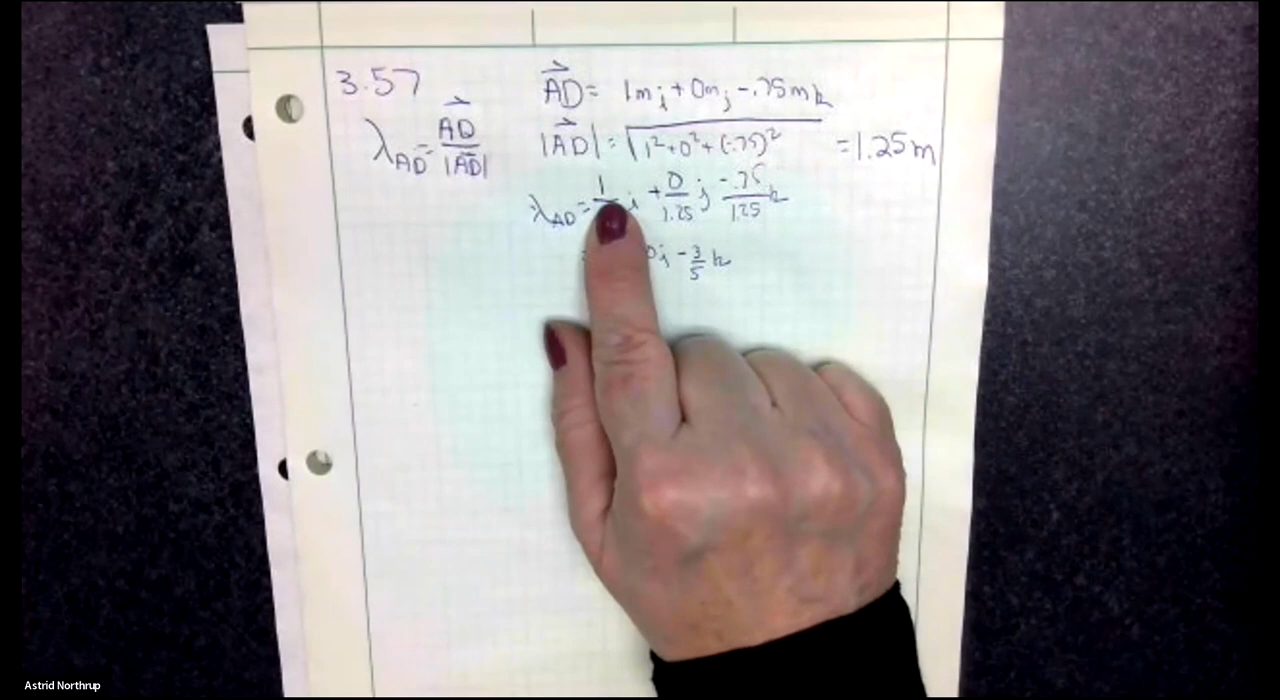 3.57
AD = 1m i + 0m j - .75m k
λAD = AD / |AD|
|AD| = √1² + 0² + (-.75)² = 1.25m
λAD = 1 i + 0/1.25 j -.75/1.25 k
0j - 3/5 k
Astrid Northrup